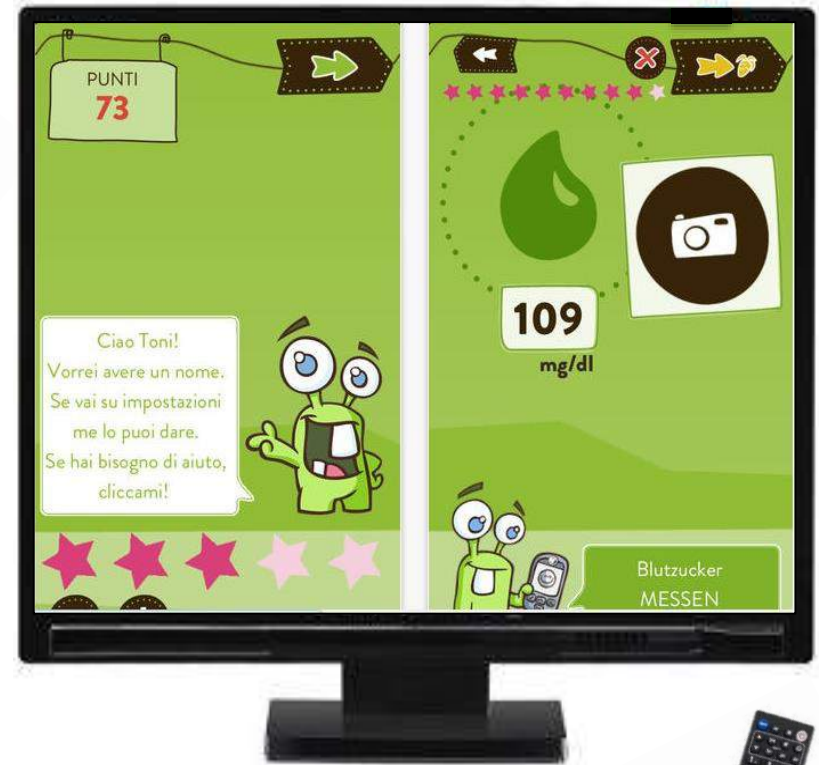 PUNTI
73
Ciao Toni!
Vorrei avere un nome.
Se vai su impostazioni
me lo puoi dare.
Se hai bisogno di aiuto,
cliccami!
109
mg/dl
Blutzucker
MESSEN